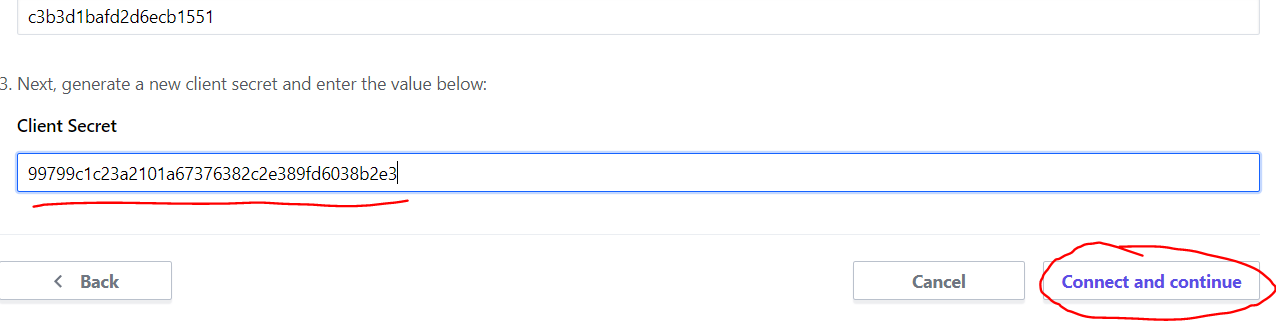 c3b3d1bafd2d6ecb1551
3. Next, generate a new client secret and enter the value below:
Client Secret
99799c1c23a2101a67376382c2e389fd6038b2e3
Back
Cancel
Connect and continue